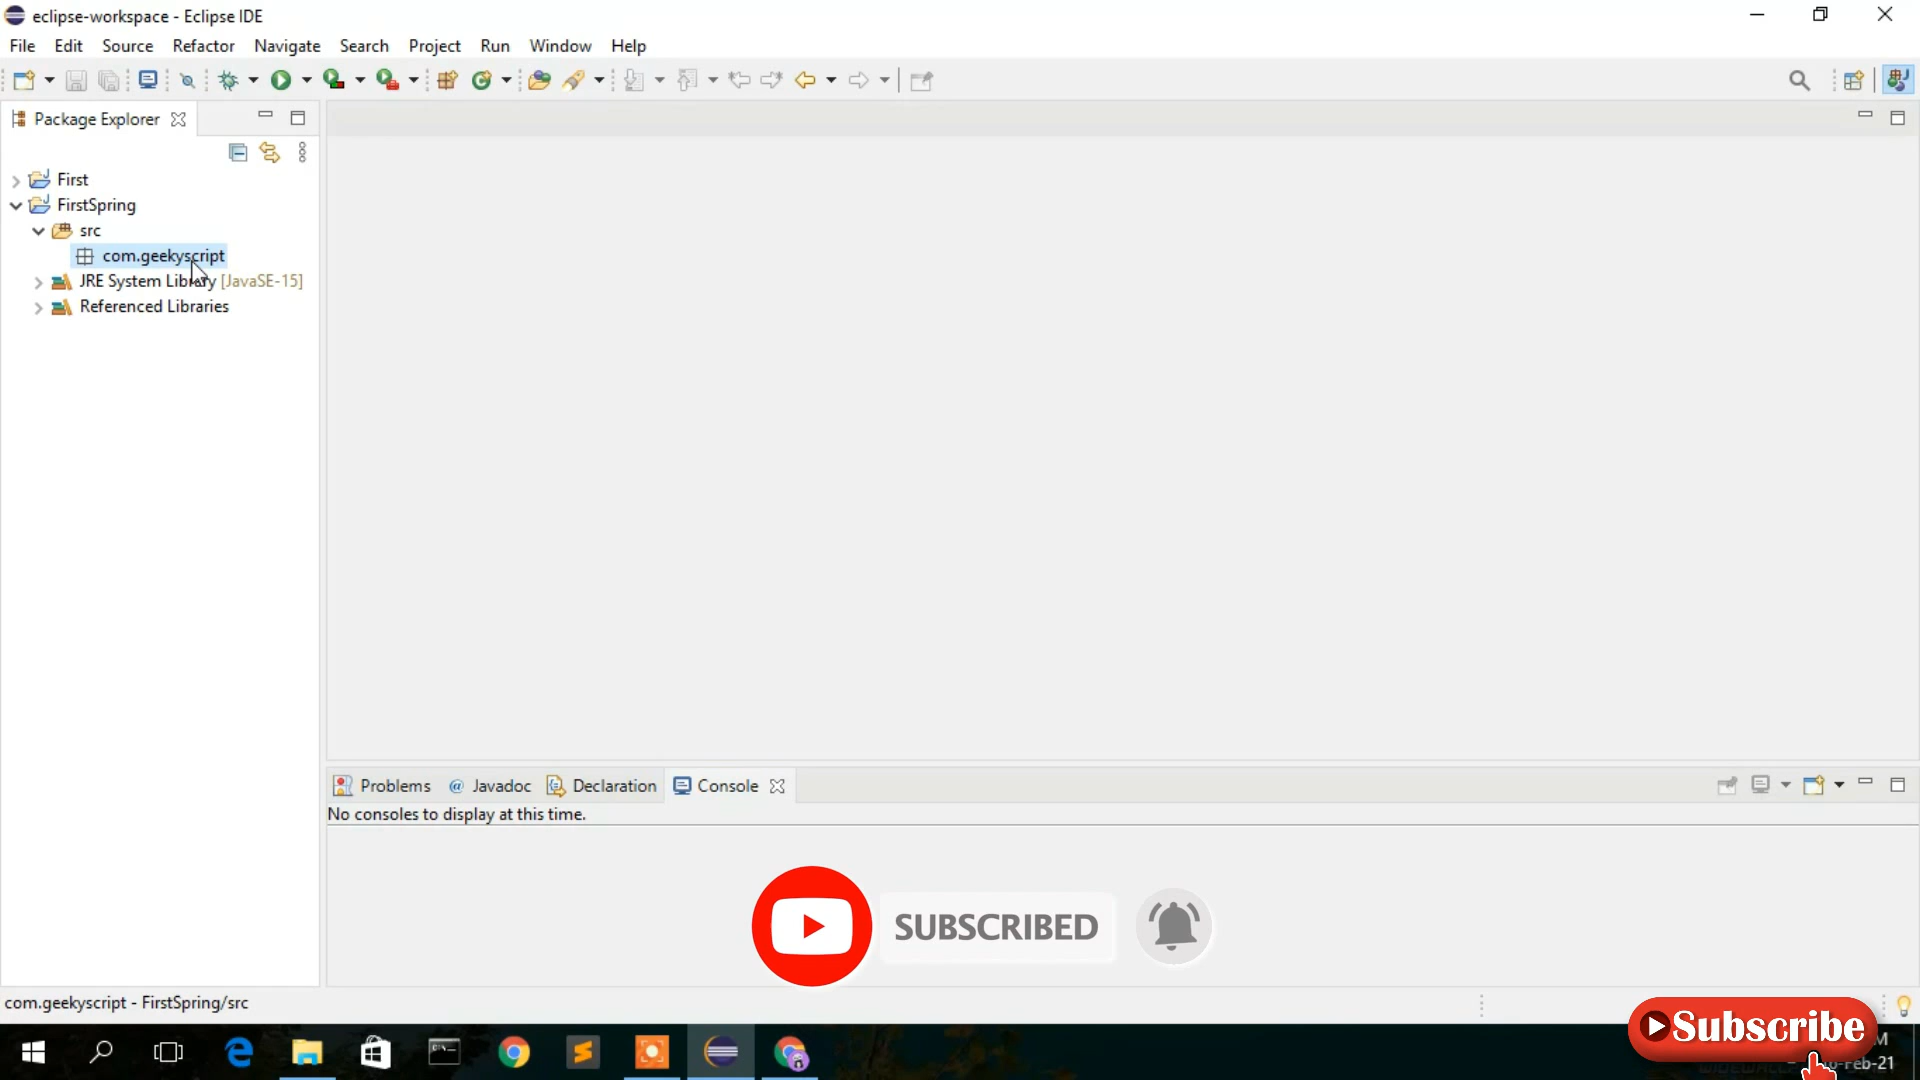 eclipse-workspace - Eclipse IDE
File Edit Source Refactor Navigate Search Project Run Window Help
Package Explorer
First
FirstSpring
src
com.geekyscript
JRE System Library [JavaSE-15]
Referenced Libraries
Problems @ Javadoc Declaration Console
No consoles to display at this time.
SUBSCRIBED
com.geekyscript - FirstSpring/src
Subscribe